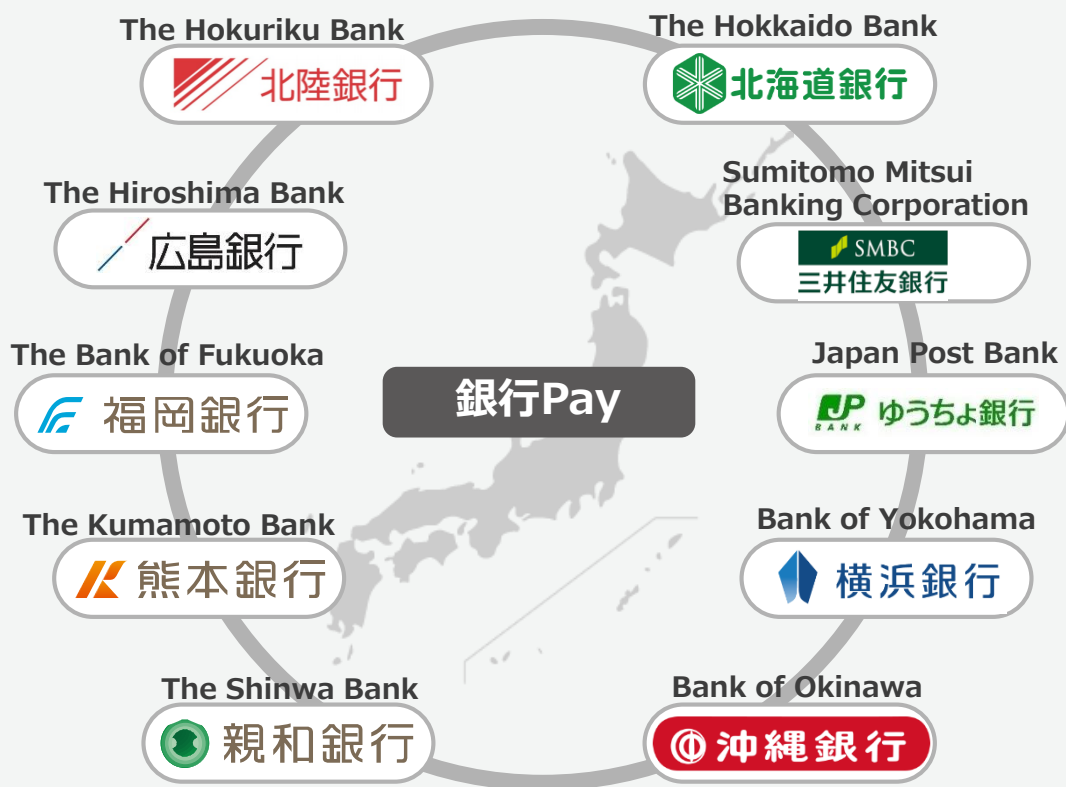 The Hokuriku Bank
北陸銀行
The Hokkaido Bank
北海道銀行
The Hiroshima Bank
広島銀行
Sumitomo Mitsui
Banking Corporation
SMBC
三井住友銀行
The Bank of Fukuoka
福岡銀行
銀行Pay
Japan Post Bank
JP
BANK
ゆうちょ銀行
The Kumamoto Bank
熊本銀行
Bank of Yokohama
横浜銀行
The Shinwa Bank
親和銀行
Bank of Okinawa
沖縄銀行